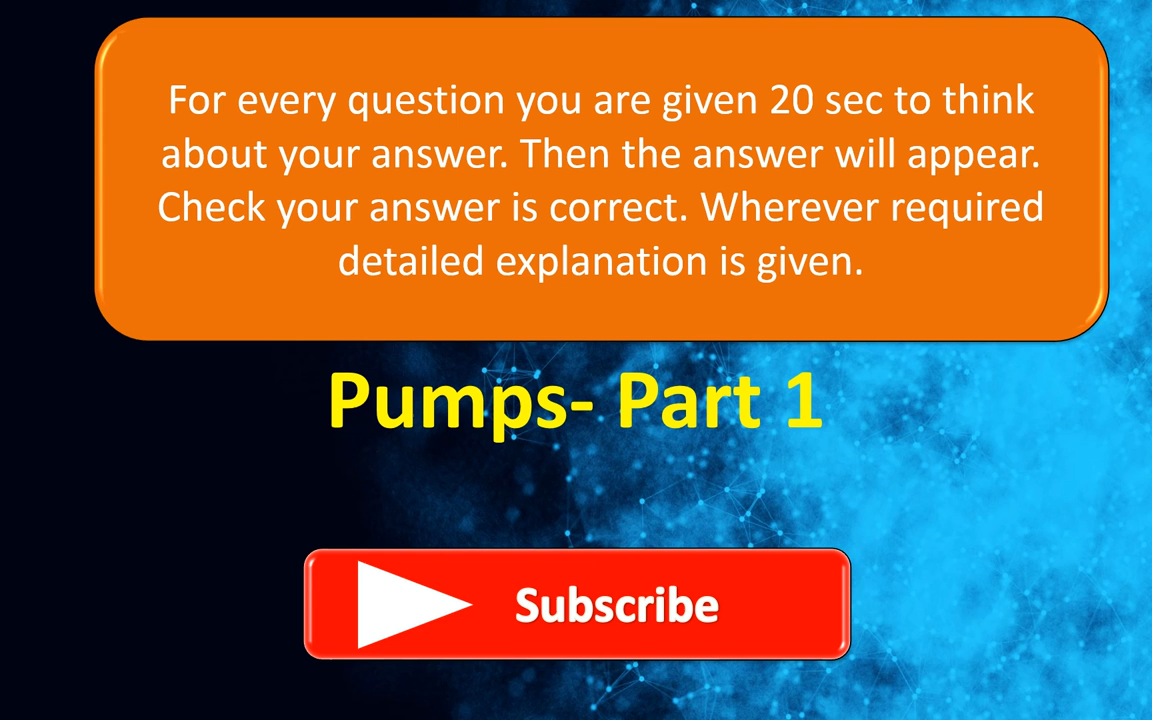 For every question you are given 20 sec to think
about your answer. Then the answer will appear.
Check your answer is correct. Wherever required
detailed explanation is given.
Pumps- Part 1
Subscribe